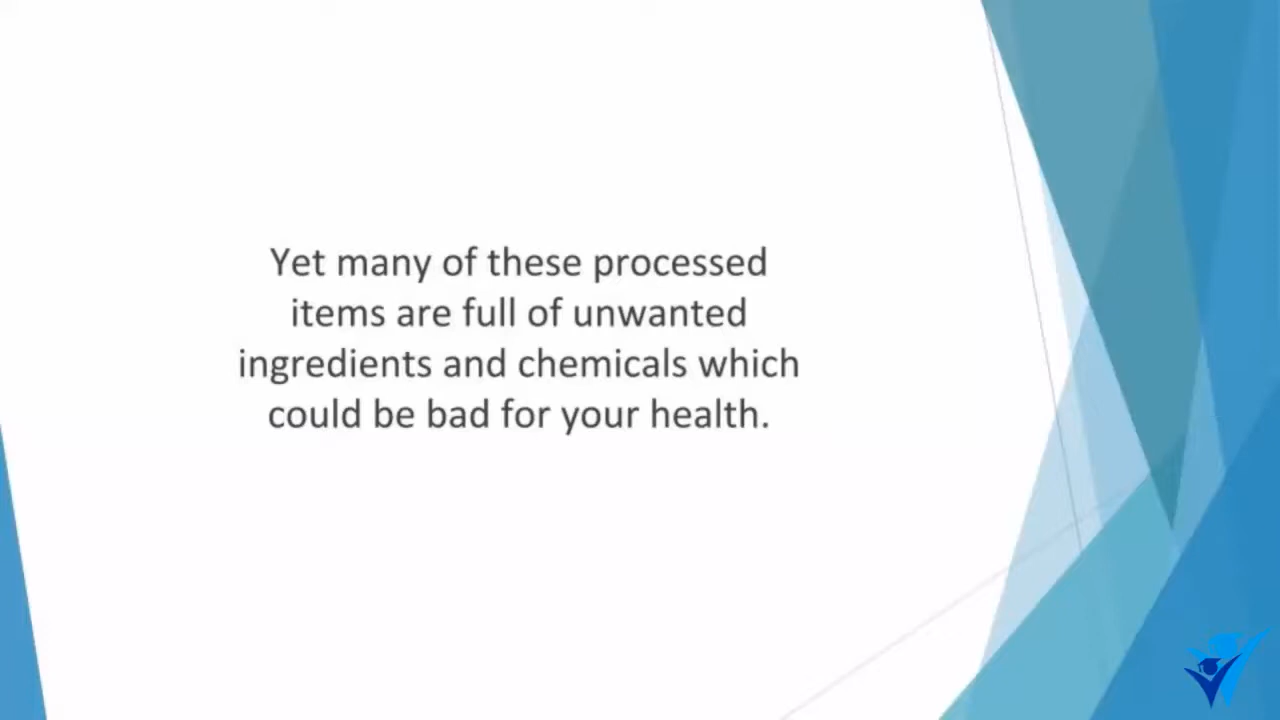 Yet many of these processed
items are full of unwanted
ingredients and chemicals which
could be bad for your health.